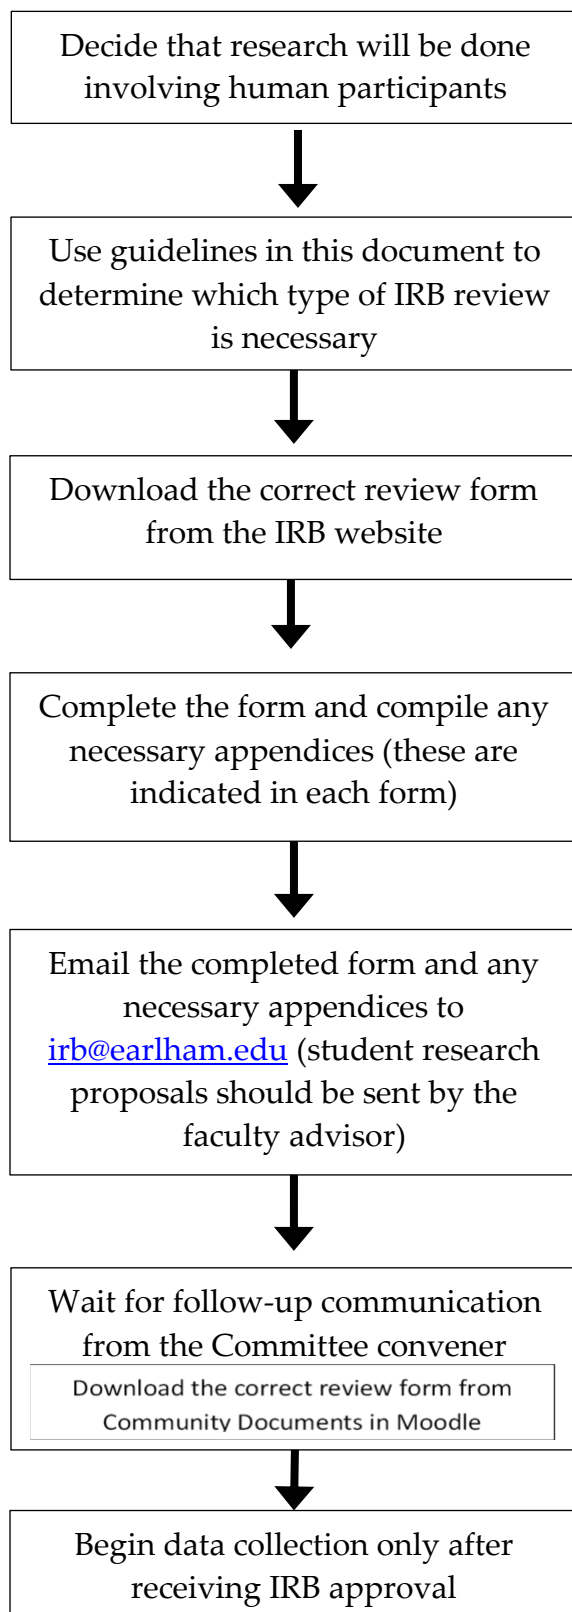 Decide that research will be done
involving human participants
Use guidelines in this document to
determine which type of IRB review
is necessary
Download the correct review form
from the IRB website
Complete the form and compile any
necessary appendices (these are
indicated in each form)
Email the completed form and any
necessary appendices to
irb@earlham.edu (student research
proposals should be sent by the
faculty advisor)
Wait for follow-up communication
from the Committee convener
Download the correct review form from
Community Documents in Moodle
Begin data collection only after
receiving IRB approval